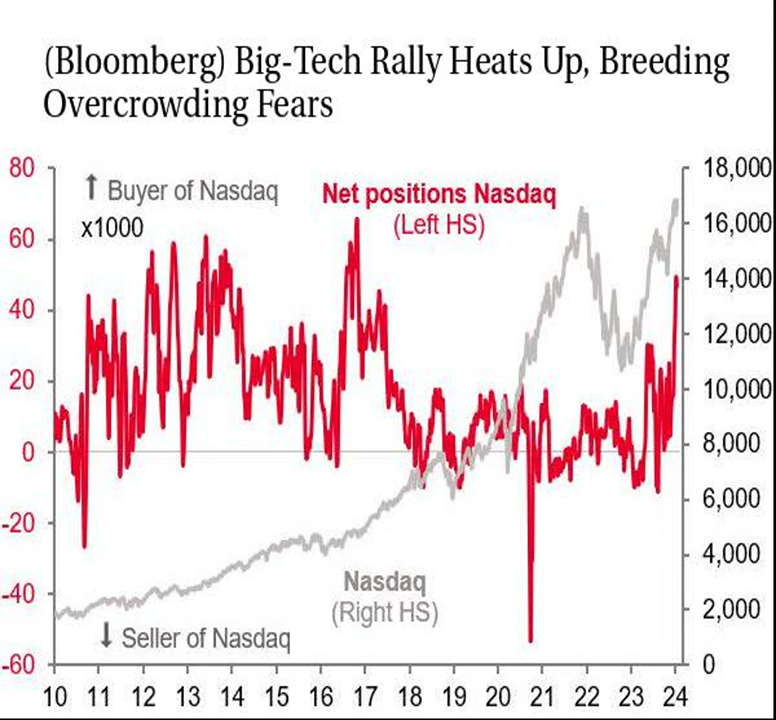 (Bloomberg) Big-Tech Rally Heats Up, Breeding
Overcrowding Fears
80
60
40
20
0
-20
-40
-60
↑ Buyer of Nasdaq
x1000
Net positions Nasdaq
(Left HS)
Nasdaq
(Right HS)
↓ Seller of Nasdaq
18,000
16,000
14,000
12,000
10,000
8,000
6,000
4,000
2,000
0
10 11 12 13 14 15 16 17 18 19 20 21 22 23 24